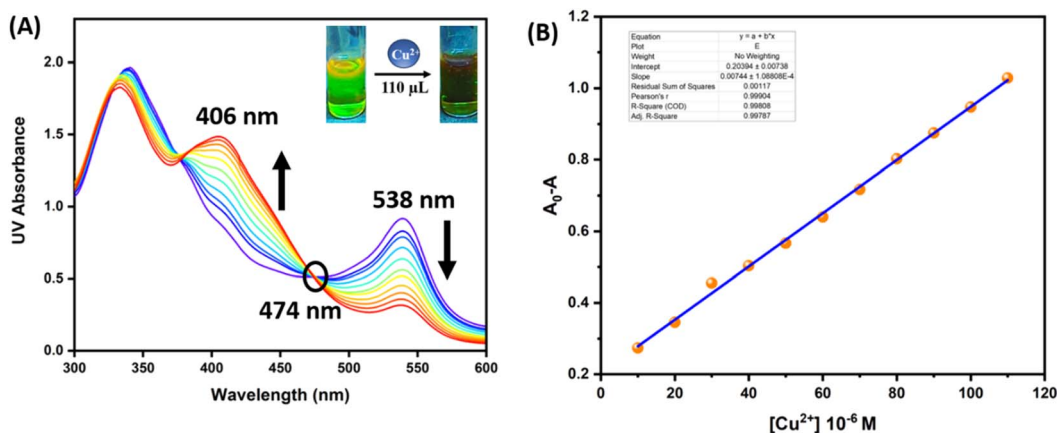 (A)
Cu²⁺
110 µL
406 nm
538 nm
474 nm
2.0
1.5
1.0
0.5
0.0
UV Absorbance
300 350 400 450 500 550 600
Wavelength (nm)
(B)
Equation y = a + b*x
Plot E
Weight No Weighting
Intercept 0.20394 ± 0.00738
Slope 0.00744 ± 1.08808E-4
Residual Sum of Squares 0.00117
Pearson's r 0.99904
R-Square (COD) 0.99808
Adj. R-Square 0.99787
1.2
1.0
0.8
0.6
0.4
0.2
A₀-A
0 20 40 60 80 100 120
[Cu²⁺] 10⁻⁶ M